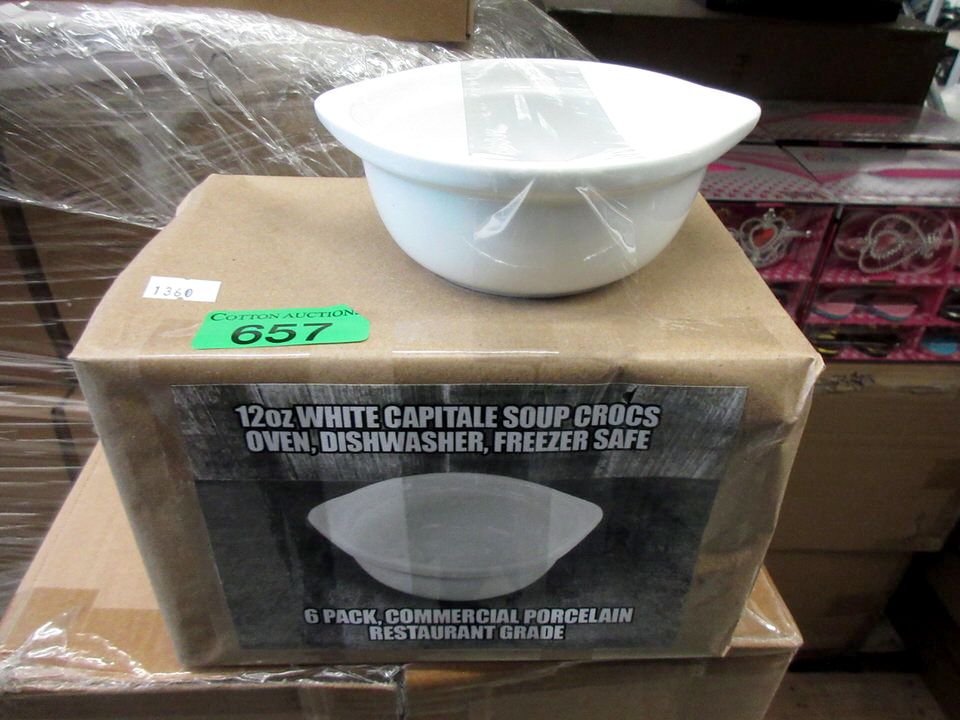 1360
COTTON AUCTION
657
12oz WHITE CAPITALE SOUP CROCS
OVEN, DISHWASHER, FREEZER SAFE
6 PACK, COMMERCIAL PORCELAIN
RESTAURANT GRADE